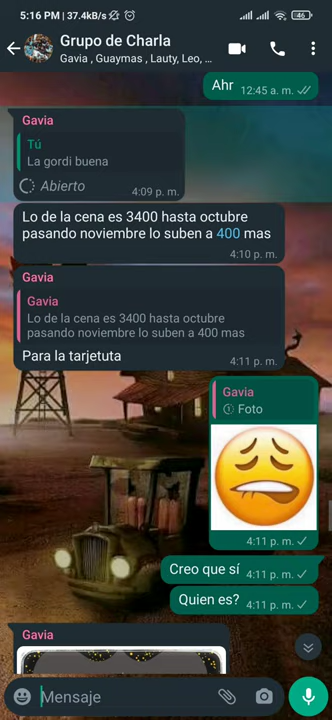 5:16 PM | 37.4kB/s
46
Grupo de Charla
Gavia , Guaymas , Lauty, Leo, ...
Ahr 12:45 a. m.
Gavia
Tú
La gordi buena
Abierto 4:09 p. m.
Lo de la cena es 3400 hasta octubre
pasando noviembre lo suben a 400 mas
4:10 p. m.
Gavia
Gavia
Lo de la cena es 3400 hasta octubre
pasando noviembre lo suben a 400 mas
Para la tarjetuta 4:11 p. m.
Gavia
1 Foto
4:11 p. m.
Creo que sí 4:11 p. m.
Quien es? 4:11 p. m.
Gavia
Mensaje